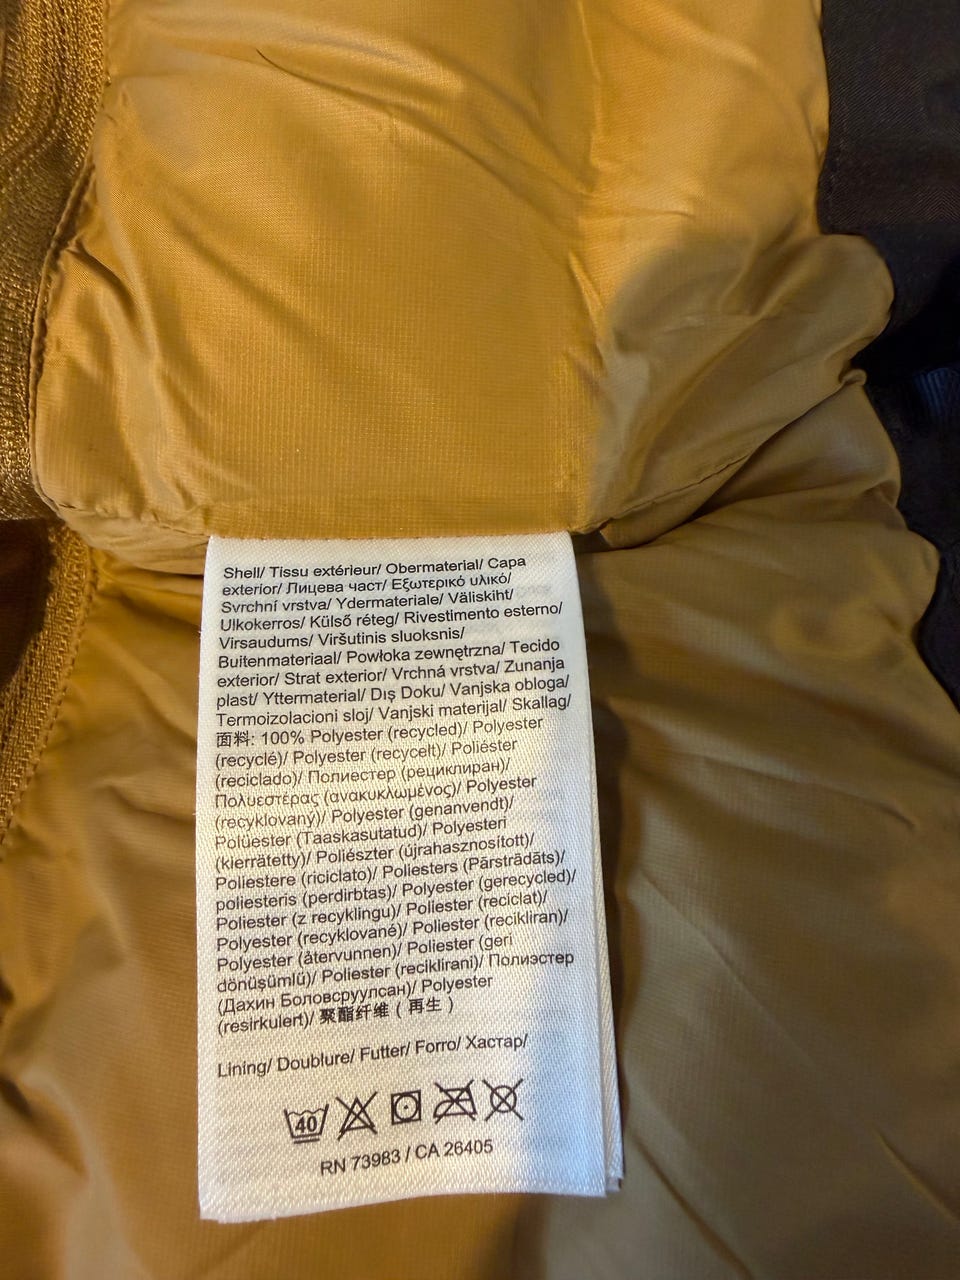 Shell/ Tissu extérieur/ Obermaterial/ Capa
exterior/ Лицева част/ Εξωτερικό υλικό/
Svrchní vrstva/ Ydermateriale/ Väliskiht/
Ulkokerros/ Külső réteg/ Rivestimento esterno/
Virsaudums/ Viršutinis sluoksnis/
Buitenmateriaal/ Powłoka zewnętrzna/ Tecido
exterior/ Strat exterior/ Vrchná vrstva/ Zunanja
plast/ Yttermaterial/ Dış Doku/ Vanjska obloga/
Termoizolacioni sloj/ Vanjski materijal/ Skallag/
面料: 100% Polyester (recycled)/ Polyester
(recyclé)/ Polyester (recycelt)/ Poliéster
(reciclado)/ Полиестер (рециклиран)/
Πολυεστέρας (ανακυκλωμένος)/ Polyester
(recyklovaný)/ Polyester (genanvendt)/
Polüester (Taaskasutatud)/ Polyesteri
(kierrätetty)/ Poliészter (újrahasznosított)/
Poliestere (riciclato)/ Poliesters (Pārstrādāts)/
poliesteris (perdirbtas)/ Polyester (gerecycled)/
Poliester (z recyklingu)/ Poliester (reciclat)/
Polyester (recyklované)/ Poliester (recikliran)/
Polyester (återvunnen)/ Poliester (geri
dönüşümlü)/ Poliester (reciklirani)/ Полиэстер
(Дахин Боловсруулсан)/ Polyester
(resirkulert)/ 聚酯纤维 ( 再生 )
Lining/ Doublure/ Futter/ Forro/ Хастар/
40
RN 73983 / CA 26405